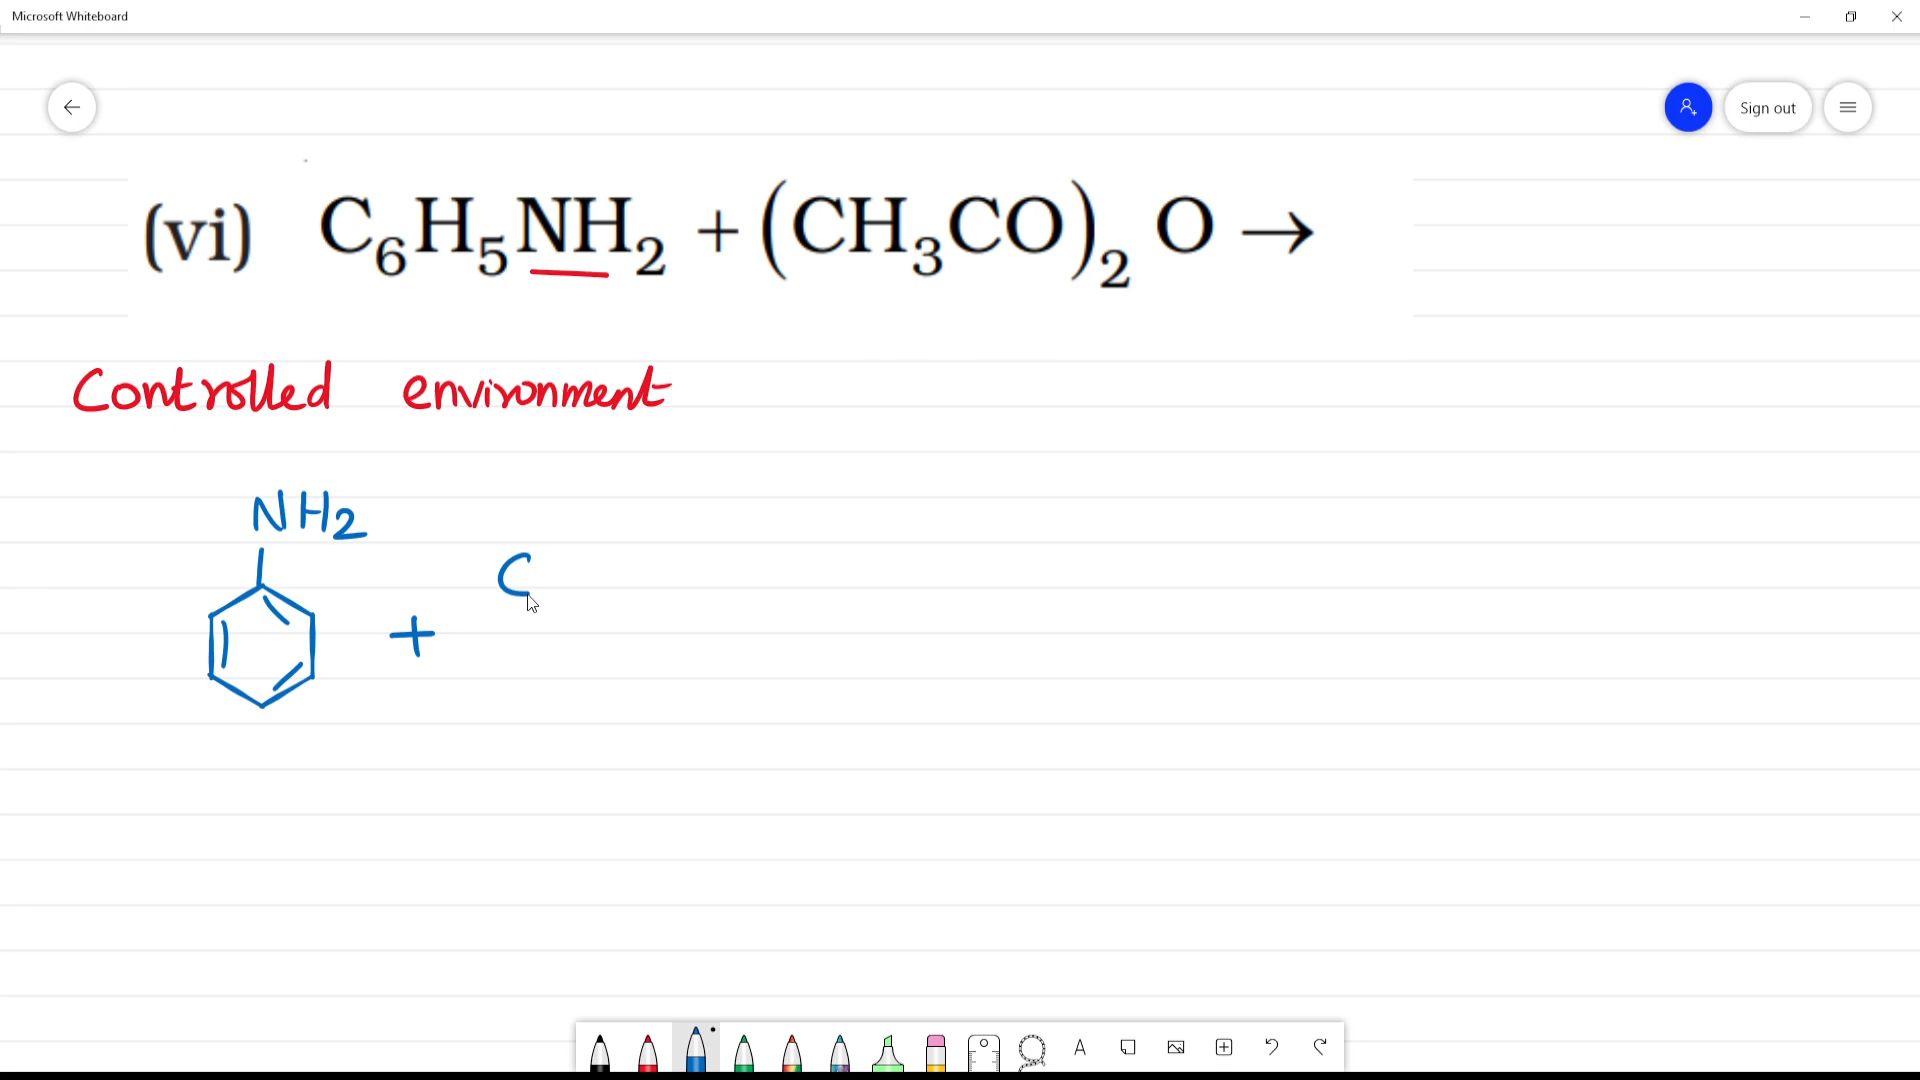 Microsoft Whiteboard
Sign out
(vi) C₆H₅NH₂ + (CH₃CO)₂ O →
Controlled environment
NH₂
+ C
A